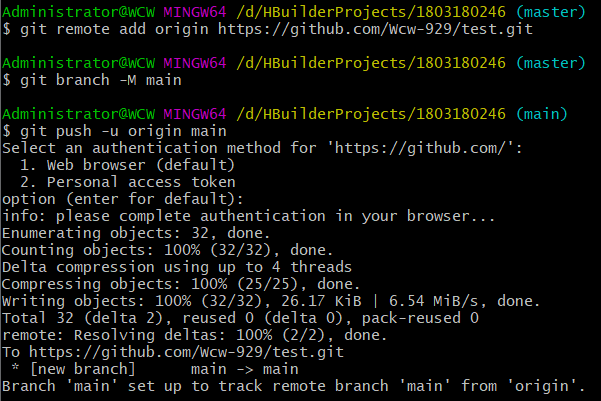 Administrator@WCW MINGW64 /d/HBuilderProjects/1803180246 (master)
$ git remote add origin https://github.com/Wcw-929/test.git
Administrator@WCW MINGW64 /d/HBuilderProjects/1803180246 (master)
$ git branch -M main
Administrator@WCW MINGW64 /d/HBuilderProjects/1803180246 (main)
$ git push -u origin main
Select an authentication method for 'https://github.com/':
  1. Web browser (default)
  2. Personal access token
option (enter for default):
info: please complete authentication in your browser...
Enumerating objects: 32, done.
Counting objects: 100% (32/32), done.
Delta compression using up to 4 threads
Compressing objects: 100% (25/25), done.
Writing objects: 100% (32/32), 26.17 KiB | 6.54 MiB/s, done.
Total 32 (delta 2), reused 0 (delta 0), pack-reused 0
remote: Resolving deltas: 100% (2/2), done.
To https://github.com/Wcw-929/test.git
 * [new branch]      main -> main
Branch 'main' set up to track remote branch 'main' from 'origin'.